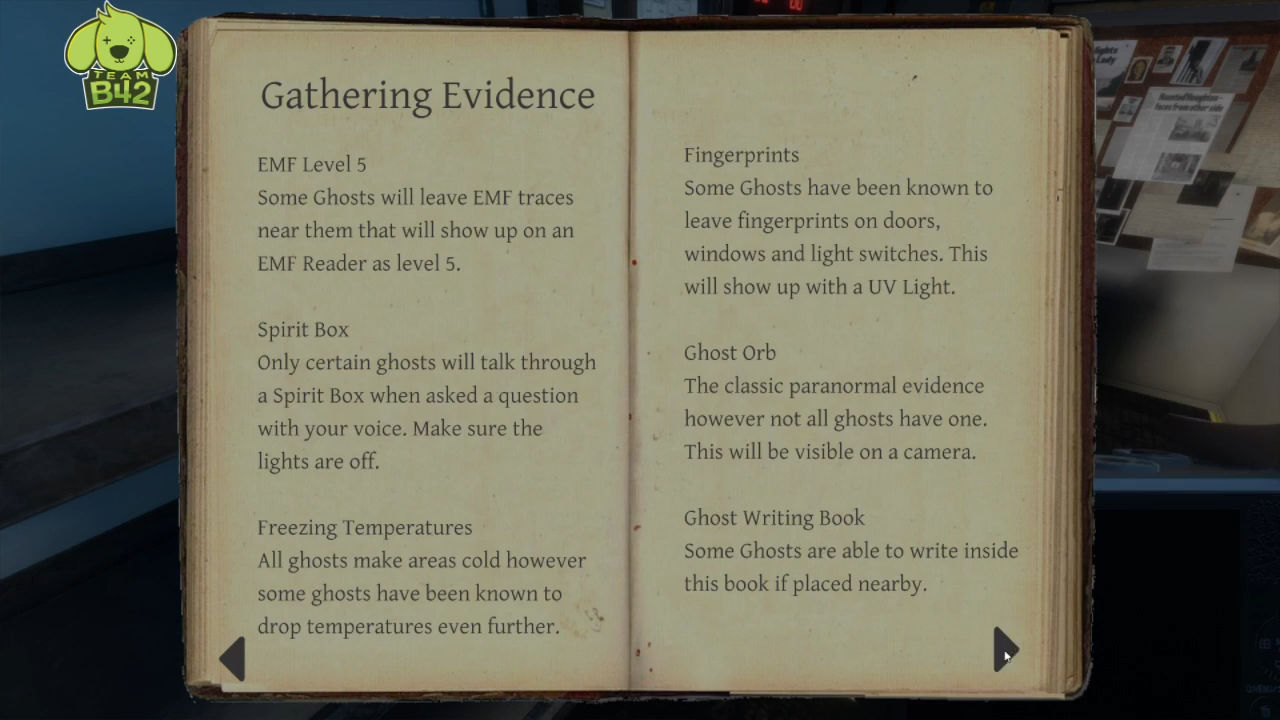 TEAM
B42
Gathering Evidence
EMF Level 5
Some Ghosts will leave EMF traces
near them that will show up on an
EMF Reader as level 5.
Spirit Box
Only certain ghosts will talk through
a Spirit Box when asked a question
with your voice. Make sure the
lights are off.
Freezing Temperatures
All ghosts make areas cold however
some ghosts have been known to
drop temperatures even further.
Fingerprints
Some Ghosts have been known to
leave fingerprints on doors,
windows and light switches. This
will show up with a UV Light.
Ghost Orb
The classic paranormal evidence
however not all ghosts have one.
This will be visible on a camera.
Ghost Writing Book
Some Ghosts are able to write inside
this book if placed nearby.
Lady
faces from other side